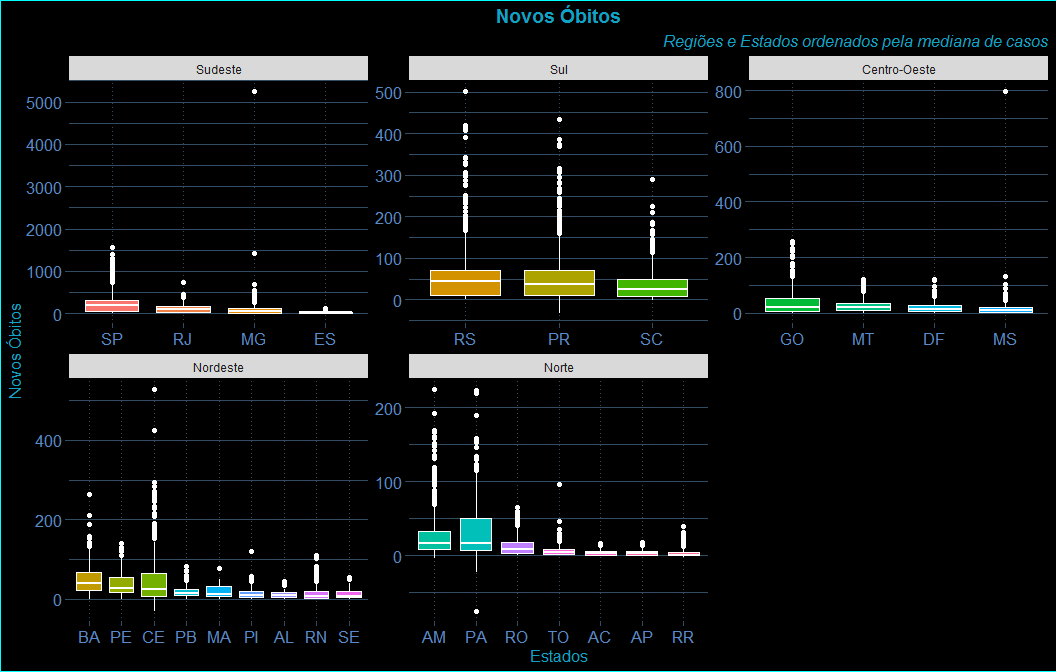 Novos Óbitos
Regiões e Estados ordenados pela mediana de casos
Sudeste
Sul
Centro-Oeste
5000
4000
3000
2000
1000
0
500
400
300
200
100
0
800
600
400
200
0
SP RJ MG ES
RS PR SC
GO MT DF MS
Novos Óbitos
Nordeste
Norte
400
200
0
200
100
0
BA PE CE PB MA PI AL RN SE
AM PA RO TO AC AP RR
Estados